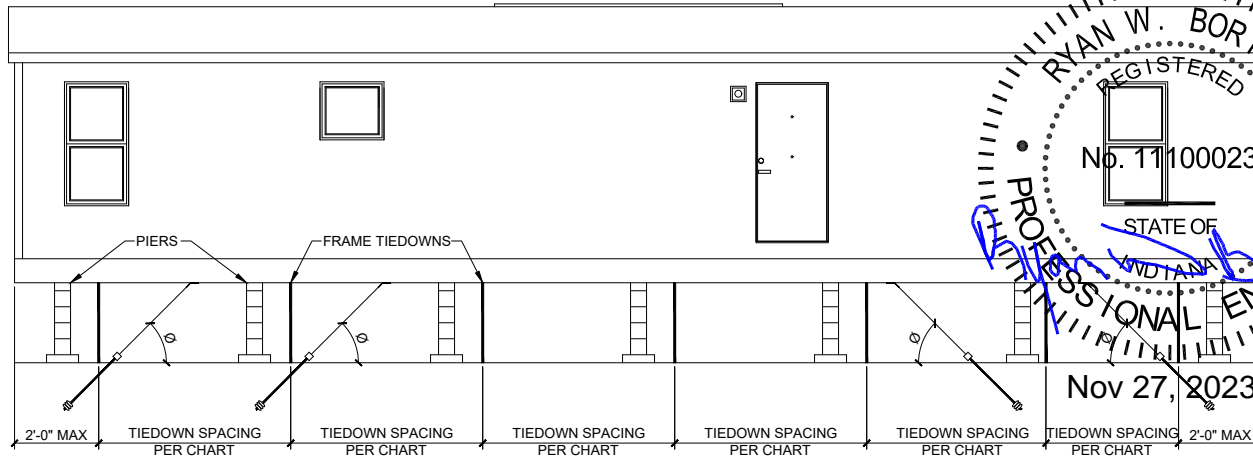 RYAN W. BOR
REGISTERED
No. 11100023
STATE OF
INDIANA
PROFESSIONAL EN
PIERS
FRAME TIEDOWNS
Ø
Ø
Ø
Ø
Nov 27, 2023
2'-0" MAX
TIEDOWN SPACING
PER CHART
TIEDOWN SPACING
PER CHART
TIEDOWN SPACING
PER CHART
TIEDOWN SPACING
PER CHART
TIEDOWN SPACING
PER CHART
TIEDOWN SPACING
PER CHART
2'-0" MAX